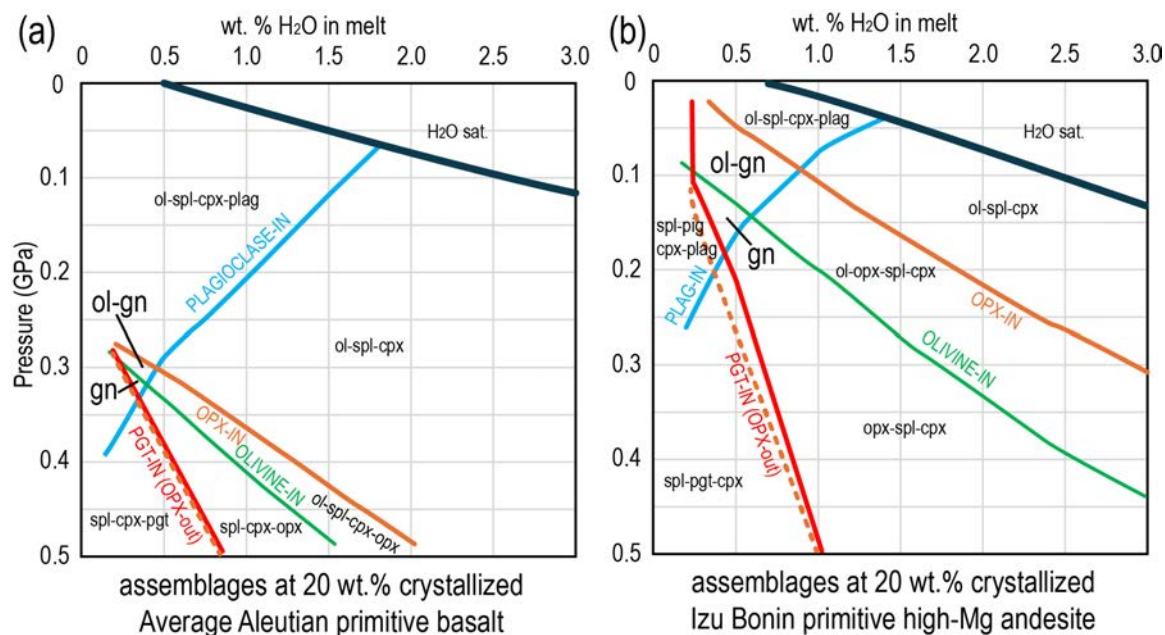 (a)
wt. % H2O in melt
0 0.5 1.0 1.5 2.0 2.5 3.0
0
0.1
0.2
0.3
0.4
0.5
Pressure (GPa)
H2O sat.
ol-spl-cpx-plag
PLAGIOCLASE-IN
ol-gn
ol-spl-cpx
gn
OPX-IN
OLIVINE-IN
PGT-IN (OPX-out)
ol-spl-cpx-opx
spl-cpx-pgt
spl-cpx-opx
assemblages at 20 wt.% crystallized
Average Aleutian primitive basalt
(b)
wt. % H2O in melt
0 0.5 1.0 1.5 2.0 2.5 3.0
0
0.1
0.2
0.3
0.4
0.5
ol-spl-cpx-plag
H2O sat.
ol-gn
ol-spl-cpx
spl-pig
cpx-plag
gn
ol-opx-spl-cpx
PLAG-IN
OPX-IN
OLIVINE-IN
PGT-IN (OPX-out)
opx-spl-cpx
spl-pgt-cpx
assemblages at 20 wt.% crystallized
Izu Bonin primitive high-Mg andesite